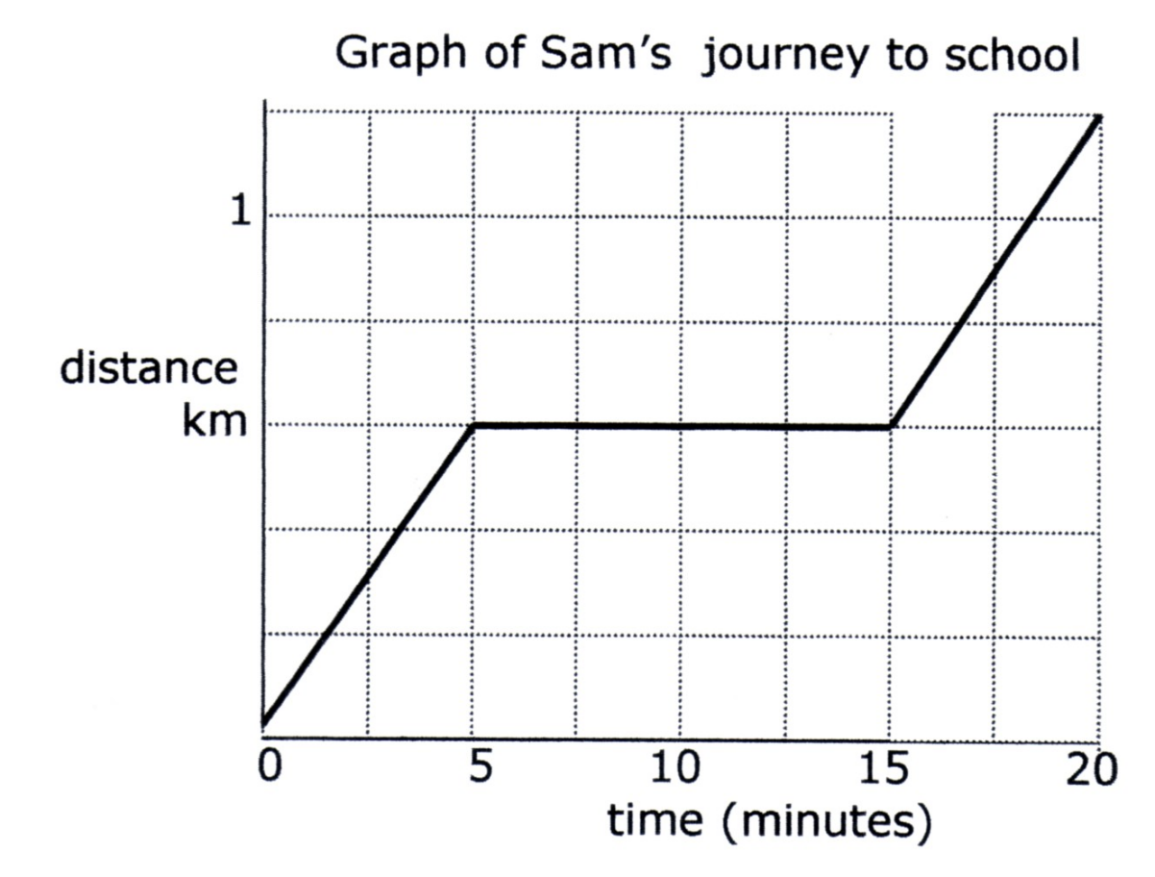 Graph of Sam's journey to school
1
distance
km
0 5 10 15 20
time (minutes)